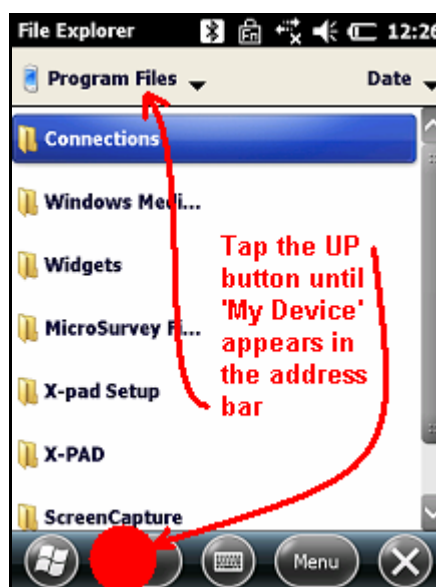 File Explorer 12:26
Program Files Date
Connections
Windows Medi...
Widgets
MicroSurvey Fi...
X-pad Setup
X-PAD
ScreenCapture
Tap the UP
button until
'My Device'
appears in
the address
bar
Menu